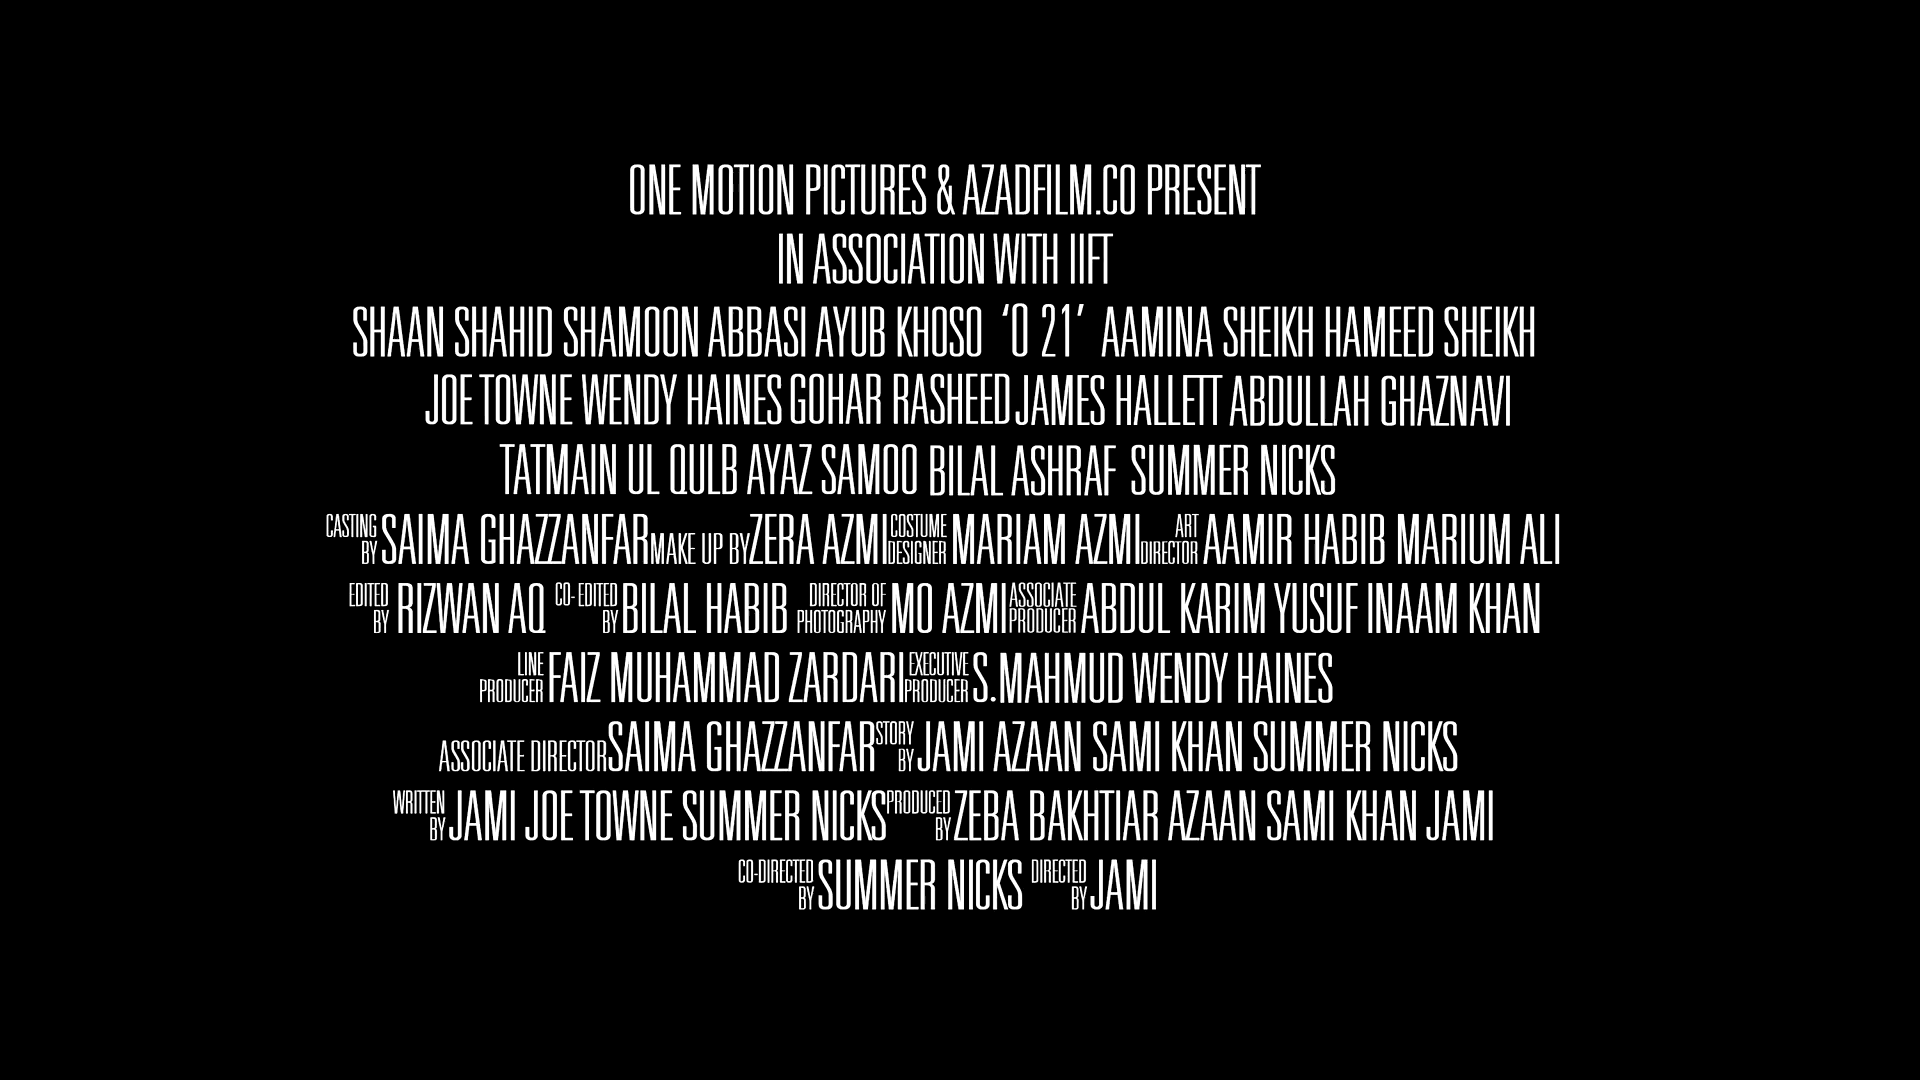 ONE MOTION PICTURES & AZADFILM.CO PRESENT
IN ASSOCIATION WITH IIFT
SHAAN SHAHID SHAMOON ABBASI AYUB KHOSO ‘O 21’ AAMINA SHEIKH HAMEED SHEIKH
JOE TOWNE WENDY HAINES GOHAR RASHEED JAMES HALLETT ABDULLAH GHAZNAVI
TATMAIN UL QULB AYAZ SAMOO BILAL ASHRAF SUMMER NICKS
CASTING BY SAIMA GHAZZANFAR MAKE UP BY ZERA AZMI COSTUME DESIGNER MARIAM AZMI ART DIRECTOR AAMIR HABIB MARIUM ALI
EDITED BY RIZWAN AQ CO-EDITED BY BILAL HABIB DIRECTOR OF PHOTOGRAPHY MO AZMI ASSOCIATE PRODUCER ABDUL KARIM YUSUF INAAM KHAN
LINE PRODUCER FAIZ MUHAMMAD ZARDARI EXECUTIVE PRODUCER S.MAHMUD WENDY HAINES
ASSOCIATE DIRECTOR SAIMA GHAZZANFAR STORY BY JAMI AZAAN SAMI KHAN SUMMER NICKS
WRITTEN BY JAMI JOE TOWNE SUMMER NICKS PRODUCED BY ZEBA BAKHTIAR AZAAN SAMI KHAN JAMI
CO-DIRECTED BY SUMMER NICKS DIRECTED BY JAMI